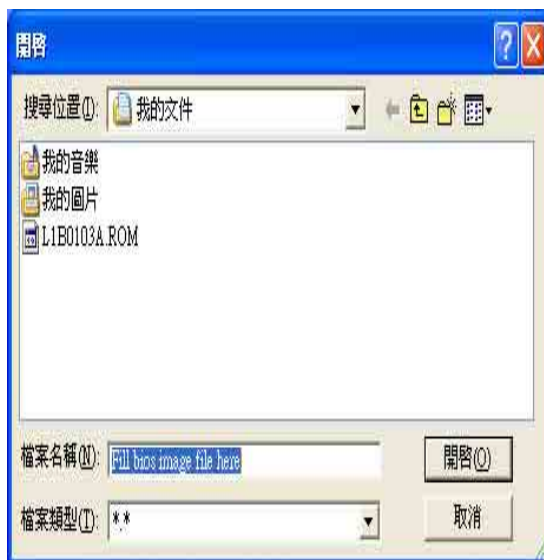 開啓
搜尋位置(I): 我的文件
我的音樂
我的圖片
L1B0103A.ROM
檔案名稱(N): Fill bios image file here
開啓(O)
檔案類型(T): *.*
取消